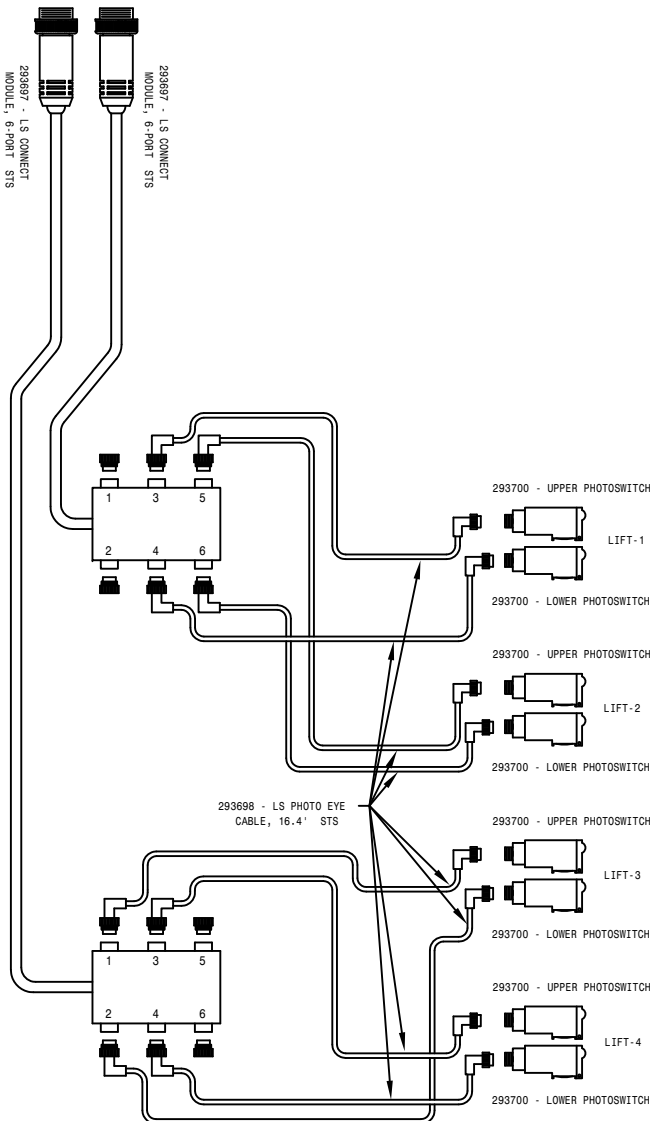 293697 - LS CONNECT
MODULE, 6-PORT STS
293697 - LS CONNECT
MODULE, 6-PORT STS
1
3
5
2
4
6
293700 - UPPER PHOTOSWITCH
LIFT-1
293700 - LOWER PHOTOSWITCH
293700 - UPPER PHOTOSWITCH
LIFT-2
293700 - LOWER PHOTOSWITCH
293698 - LS PHOTO EYE
CABLE, 16.4' STS
293700 - UPPER PHOTOSWITCH
LIFT-3
293700 - LOWER PHOTOSWITCH
1
3
5
2
4
6
293700 - UPPER PHOTOSWITCH
LIFT-4
293700 - LOWER PHOTOSWITCH